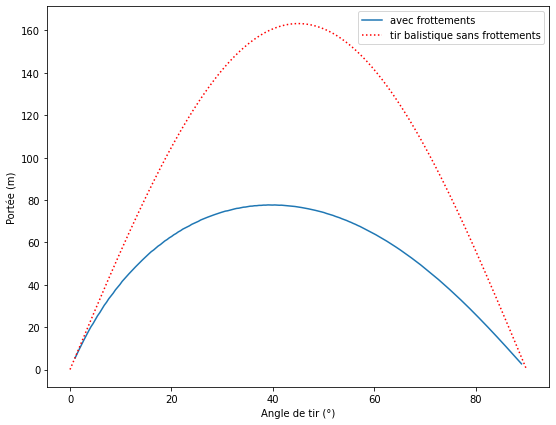 avec frottements
tir balistique sans frottements
Portée (m)
160
140
120
100
80
60
40
20
0
0 20 40 60 80
Angle de tir (°)